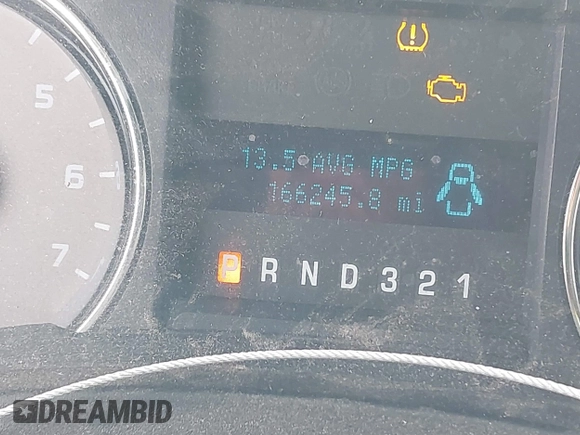 5
6
7
13.5 AVG MPG
166245.8 mi
P R N D 3 2 1
DREAMBID